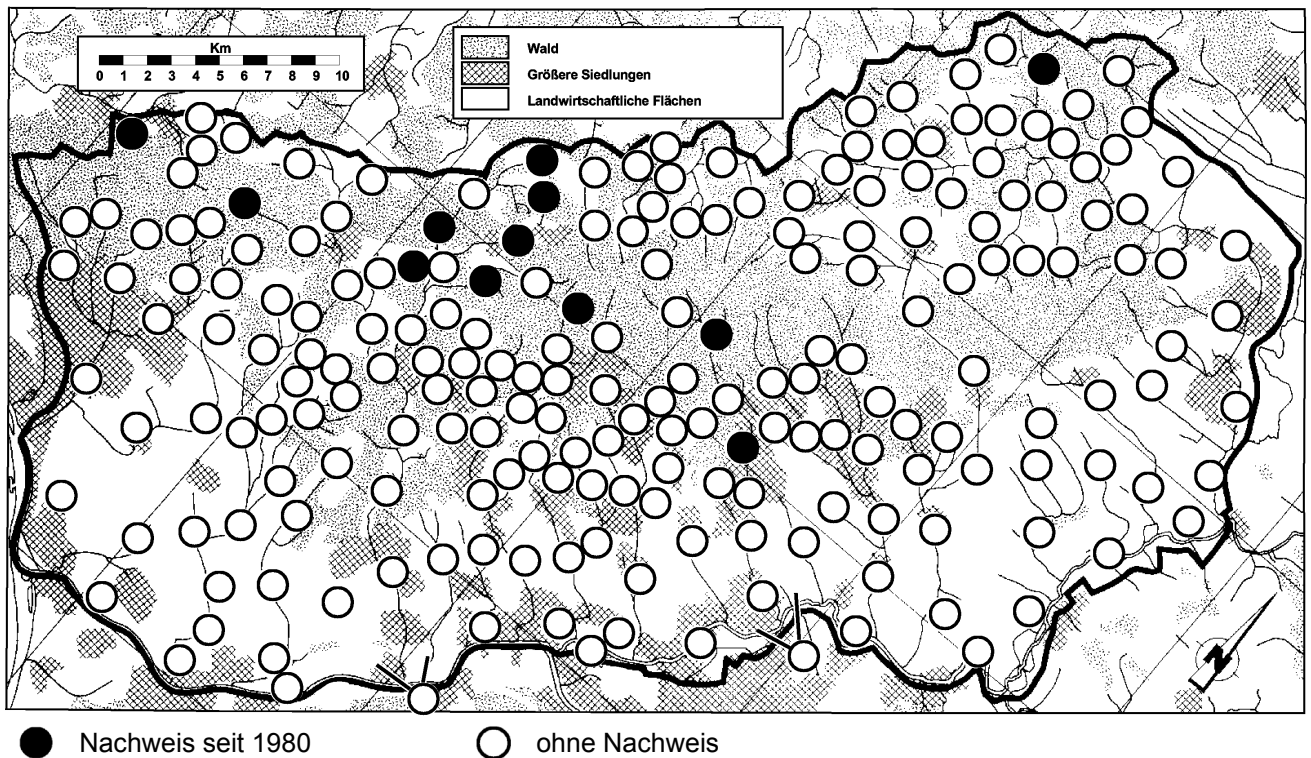 Km
0 1 2 3 4 5 6 7 8 9 10
Wald
Größere Siedlungen
Landwirtschaftliche Flächen
N
Nachweis seit 1980
ohne Nachweis